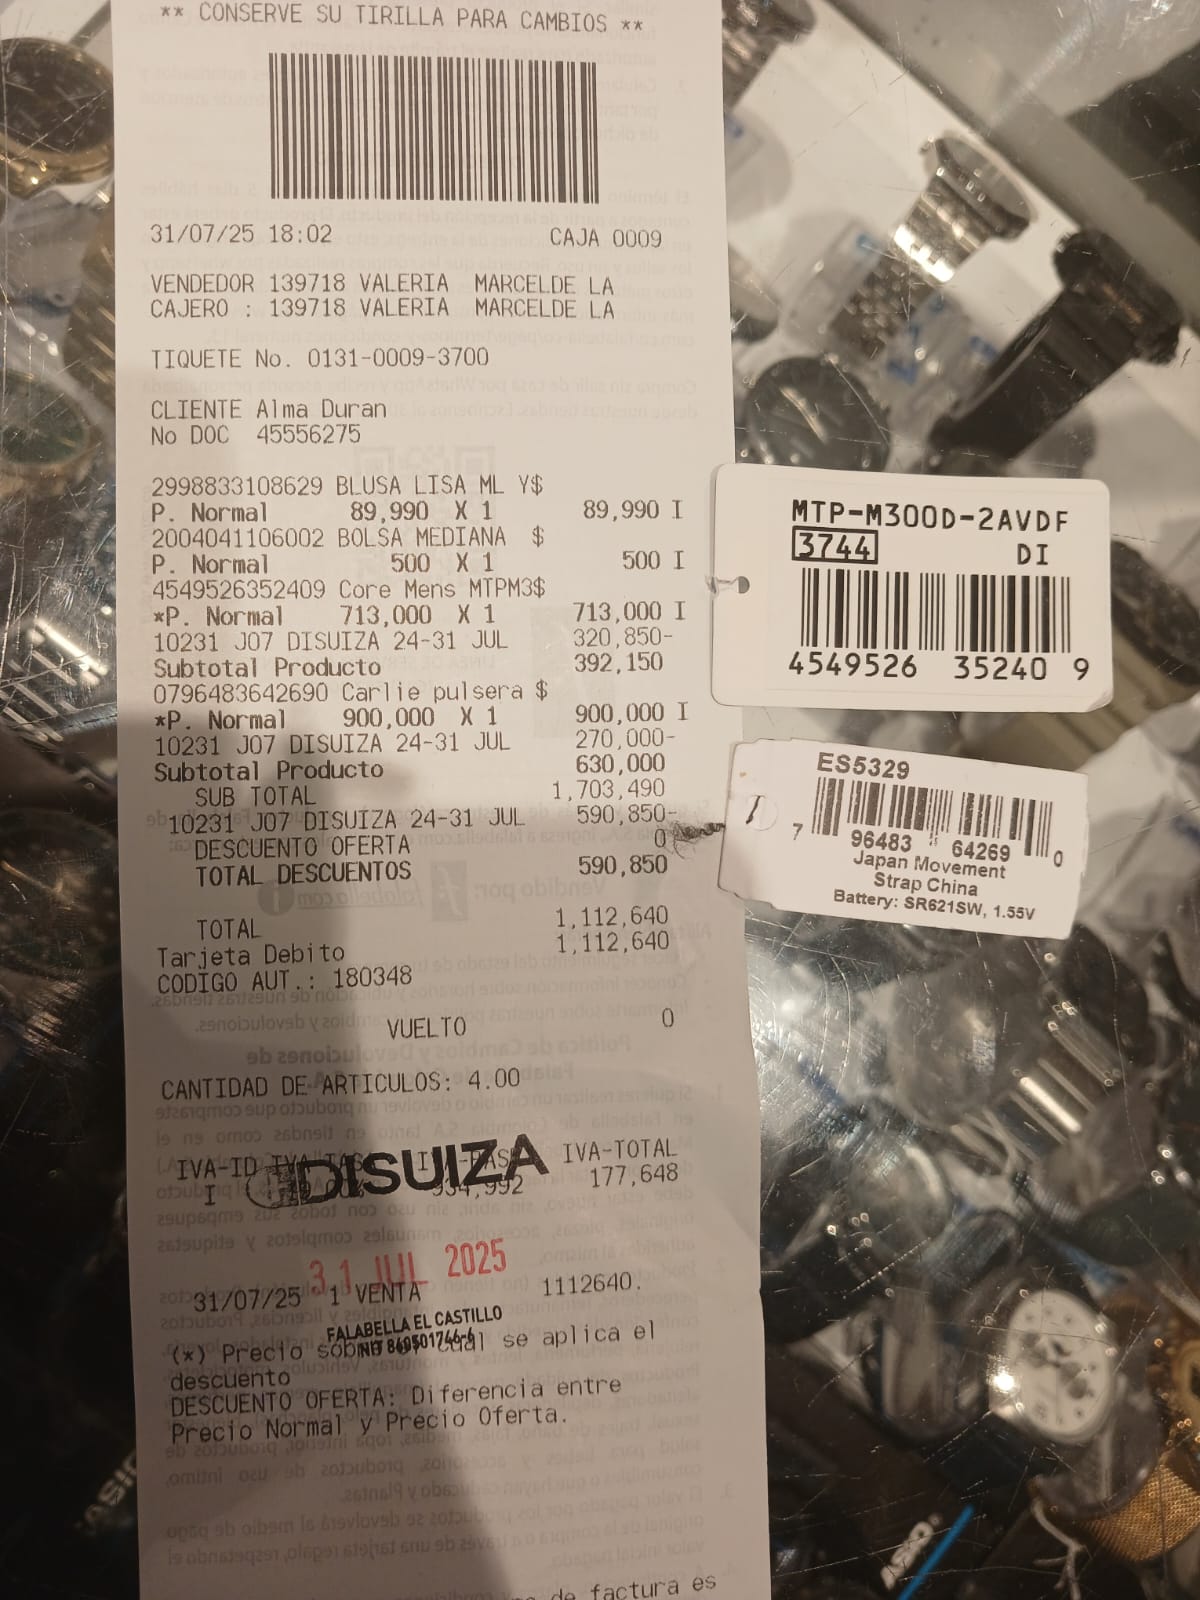 ** CONSERVE SU TIRILLA PARA CAMBIOS **
31/07/25 18:02 CAJA 0009
VENDEDOR 139718 VALERIA MARCELDE LA
CAJERO : 139718 VALERIA MARCELDE LA
TIQUETE No. 0131-0009-3700
CLIENTE Alma Duran
No DOC 45556275
2998833108629 BLUSA LISA ML Y$
P. Normal 89,990 X 1 89,990 I
2004041106002 BOLSA MEDIANA $
P. Normal 500 X 1 500 I
4549526352409 Core Mens MTPM3$
*P. Normal 713,000 X 1 713,000 I
10231 J07 DISUIZA 24-31 JUL 320,850-
Subtotal Producto 392,150
0796483642690 Carlie pulsera $
*P. Normal 900,000 X 1 900,000 I
10231 J07 DISUIZA 24-31 JUL 270,000-
Subtotal Producto 630,000
SUB TOTAL 1,703,490
10231 J07 DISUIZA 24-31 JUL 590,850-
DESCUENTO OFERTA 0
TOTAL DESCUENTOS 590,850
TOTAL 1,112,640
Tarjeta Debito 1,112,640
CODIGO AUT.: 180348
VUELTO 0
CANTIDAD DE ARTICULOS: 4.00
IVA-ID IVA-TOTAL
I 934,992 177,648
DISUIZA
31 JUL 2025
31/07/25 1 VENTA 1112640.
FALABELLA EL CASTILLO
NIT 860501746-6
(*) Precio sobre el cual se aplica el
descuento
DESCUENTO OFERTA: Diferencia entre
Precio Normal y Precio Oferta.
de factura es
MTP-M300D-2AVDF
3744 DI
4549526 35240 9
ES5329
7 96483 64269 0
Japan Movement
Strap China
Battery: SR621SW, 1.55V